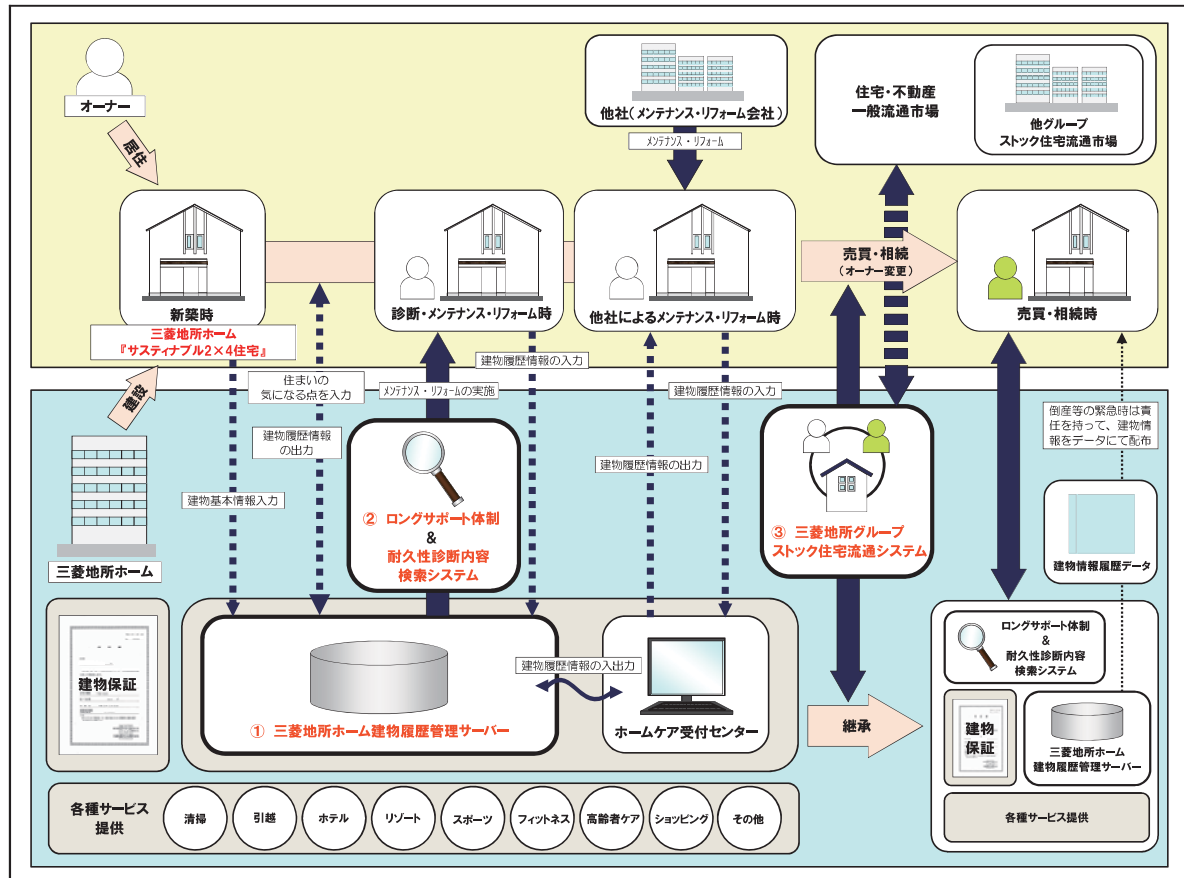 オーナー
居住
他社(メンテナンス・リフォーム会社)
メンテナンス・リフォーム
住宅・不動産
一般流通市場
他グループ
ストック住宅流通市場
新築時
三菱地所ホーム
『サスティナブル2×4住宅』
診断・メンテナンス・リフォーム時
他社によるメンテナンス・リフォーム時
売買・相続
(オーナー変更)
売買・相続時
建設
三菱地所ホーム
住まいの
気になる点を入力
建物履歴情報
の出力
建物基本情報入力
メンテナンス・リフォームの実施
建物履歴情報の入力
建物履歴情報の出力
建物履歴情報の入力
② ロングサポート体制
&
耐久性診断内容
検索システム
③ 三菱地所グループ
ストック住宅流通システム
倒産等の緊急時は責
任を持って、建物情
報をデータにて配布
建物情報履歴データ
建物保証
① 三菱地所ホーム建物履歴管理サーバー
建物履歴情報の入出力
ホームケア受付センター
継承
ロングサポート体制
&
耐久性診断内容
検索システム
建物
保証
三菱地所ホーム
建物履歴管理サーバー
各種サービス提供
各種サービス
提供
清掃
引越
ホテル
リゾート
スポーツ
フィットネス
高齢者ケア
ショッピング
その他